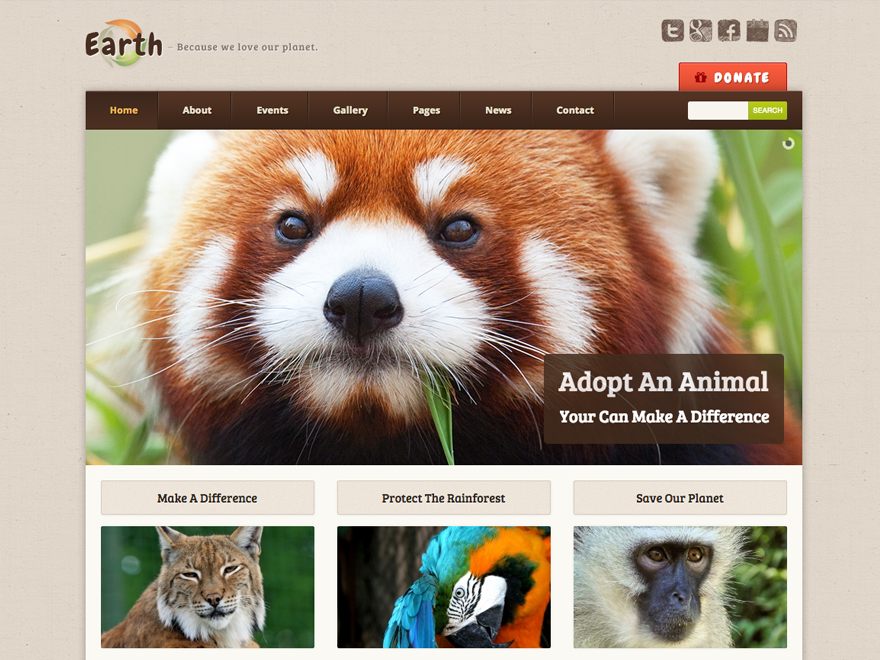 Earth
– Because we love our planet.
DONATE
Home
About
Events
Gallery
Pages
News
Contact
SEARCH
Adopt An Animal
Your Can Make A Difference
Make A Difference
Protect The Rainforest
Save Our Planet